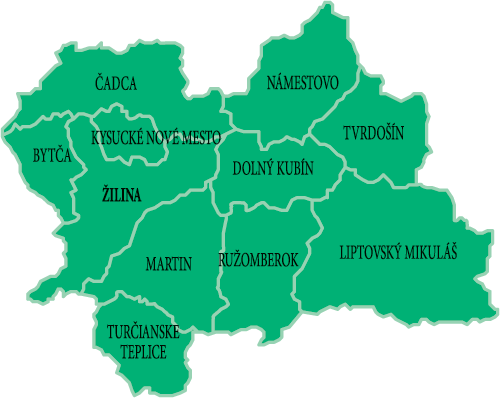 ČADCA
NÁMESTOVO
TVRDOŠÍN
KYSUCKÉ NOVÉ MESTO
BYTČA
DOLNÝ KUBÍN
ŽILINA
LIPTOVSKÝ MIKULÁŠ
MARTIN
RUŽOMBEROK
TURČIANSKE
TEPLICE